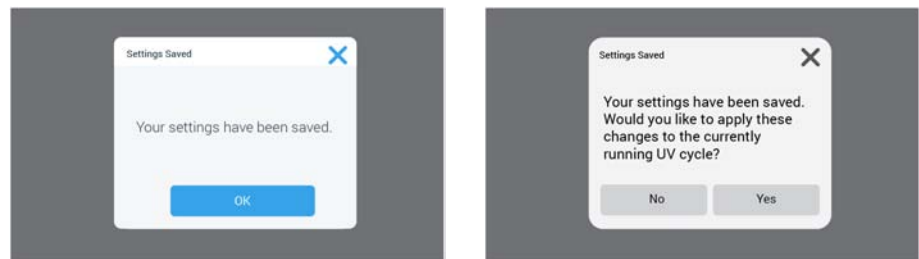 Settings Saved
Your settings have been saved.
OK
Settings Saved
Your settings have been saved.
Would you like to apply these
changes to the currently
running UV cycle?
No
Yes